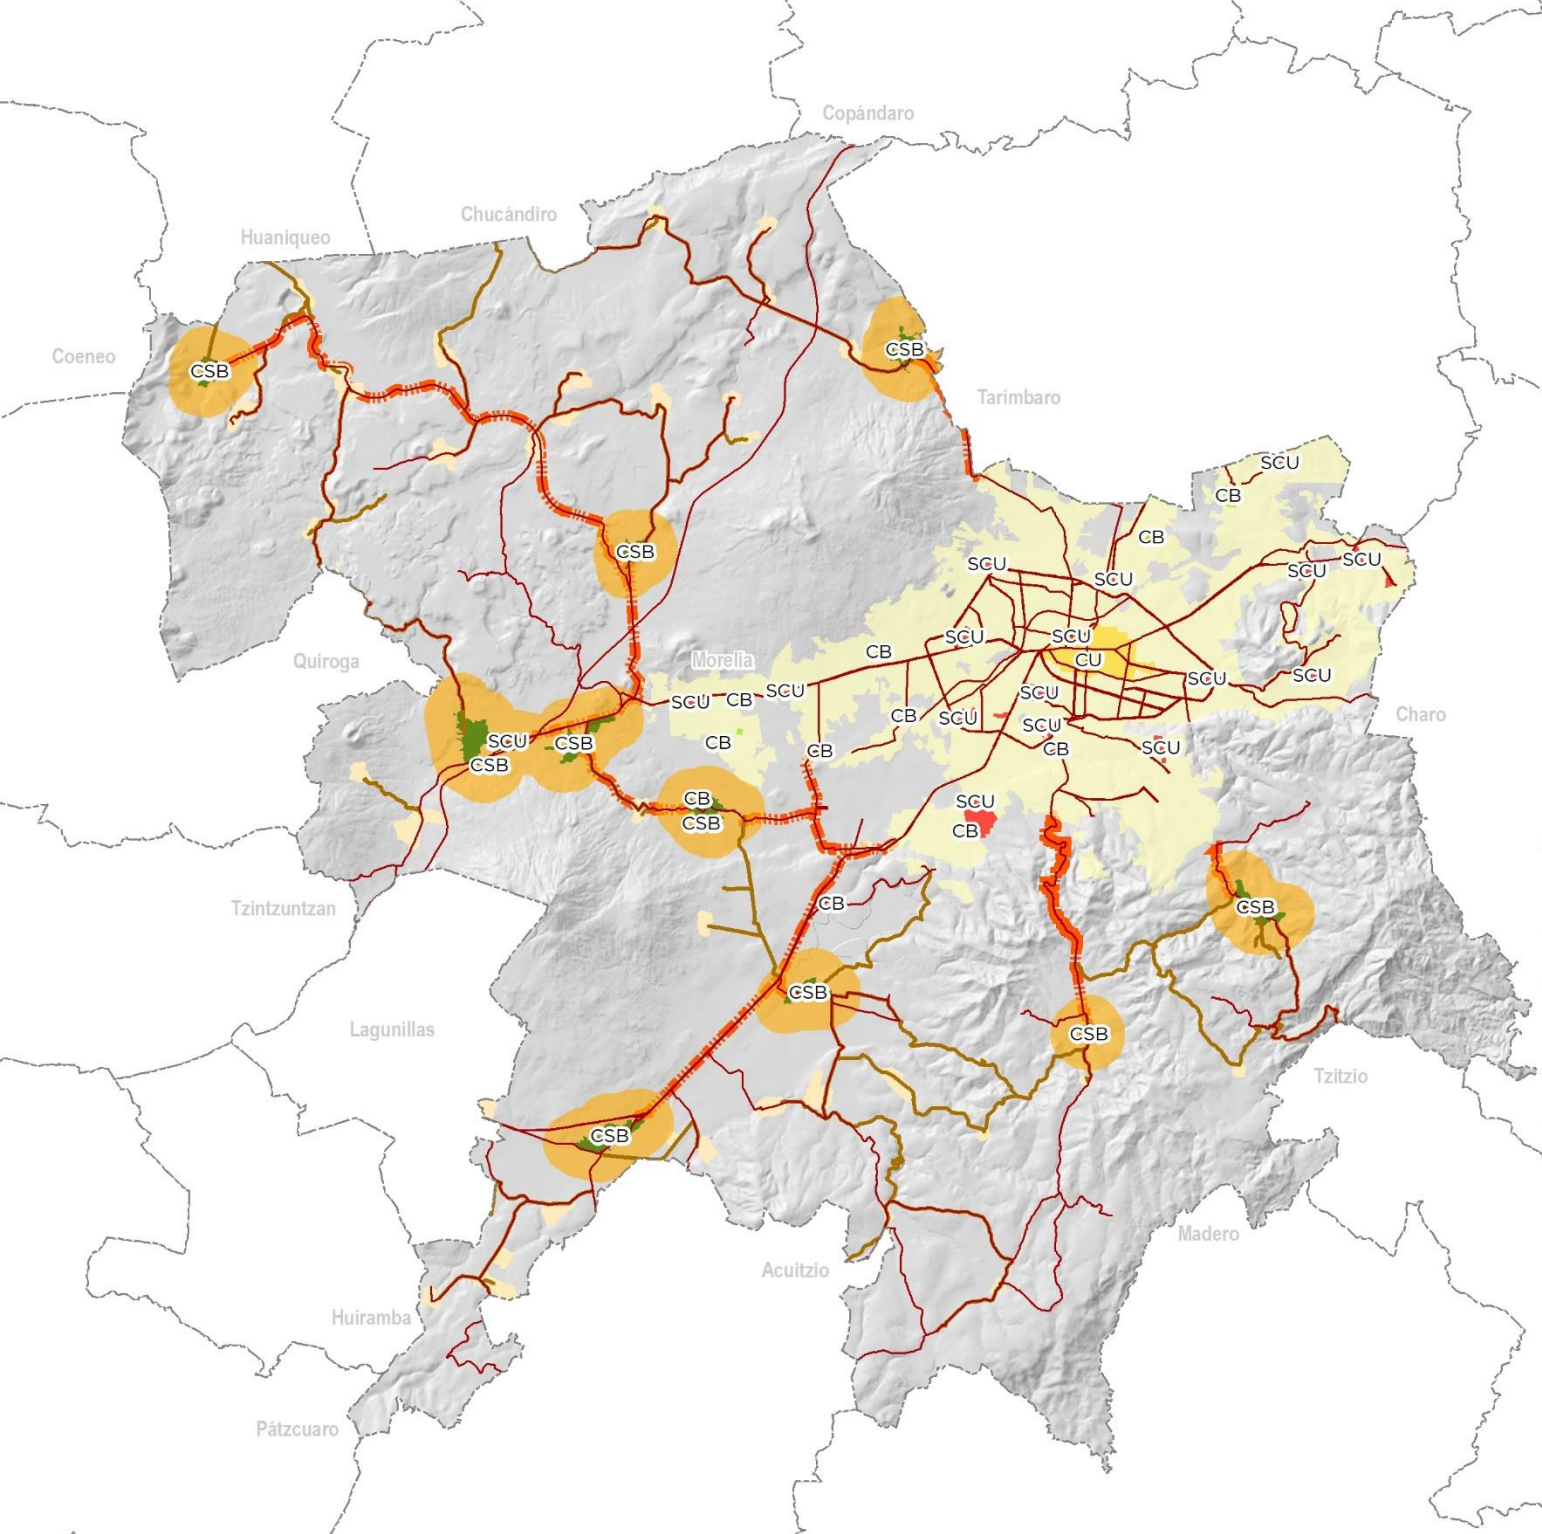 Copándaro
Chucándiro
Huaniqueo
CSB
Coeneo
CSB
Tarímbaro
SCU
CB
CB
CSB
SCU
SCU
SCU
SCU
SCU
SCU
CB
CU
Quiroga
Morelia
SCU
SCU
SCU
CB
SCU
SCU
CB
SCU
SCU
Charo
SCU
CSB
CSB
CB
CB
CB
SCU
CB
CSB
SCU
CB
CB
CSB
Tzintzuntzan
CSB
Lagunillas
CSB
Tzitzio
CSB
Madero
Acuitzio
Huiramba
Pátzcuaro